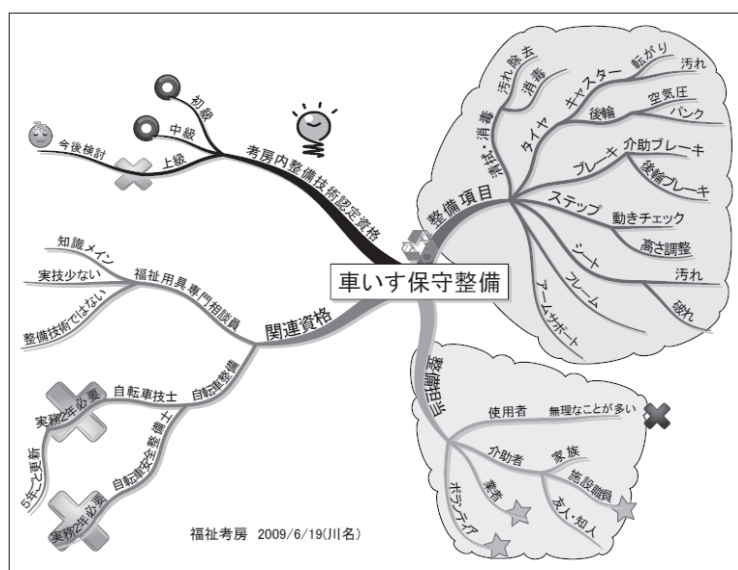 車いす保守整備
考房内整備技術認定資格
初級
中級
上級
今後検討
整備項目
清拭・消毒
汚れ除去
消毒
タイヤ
キャスター
転がり
汚れ
後輪
空気圧
パンク
ブレーキ
介助ブレーキ
後輪ブレーキ
ステップ
動きチェック
高さ調整
シート
汚れ
破れ
フレーム
アームサポート
関連資格
福祉用具専門相談員
知識メイン
実技少ない
整備技術ではない
自転車整備
自転車技士
実務2年必要
5年ごと更新
自転車安全整備士
実務2年必要
整備担当
使用者
無理なことが多い
介助者
家族
施設職員
友人・知人
業者
ボランティア
福祉考房 2009/6/19(川名)